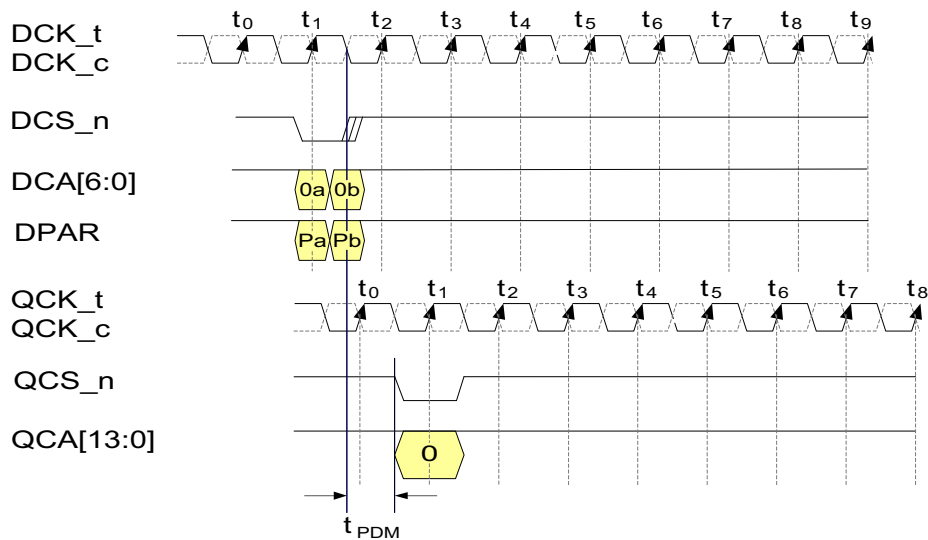 t0 t1 t2 t3 t4 t5 t6 t7 t8 t9
DCK_t
DCK_c
DCS_n
DCA[6:0]
0a 0b
DPAR
Pa Pb
t0 t1 t2 t3 t4 t5 t6 t7 t8
QCK_t
QCK_c
QCS_n
QCA[13:0]
0
tPDM